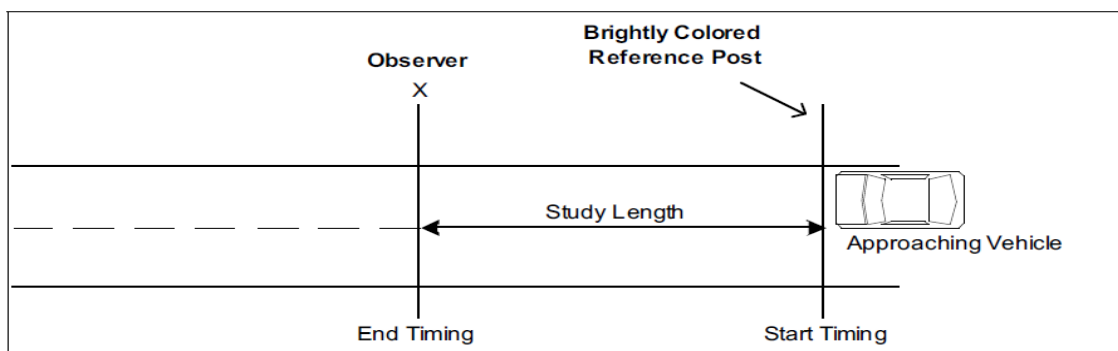 Brightly Colored
Reference Post
Observer
X
Study Length
Approaching Vehicle
End Timing
Start Timing